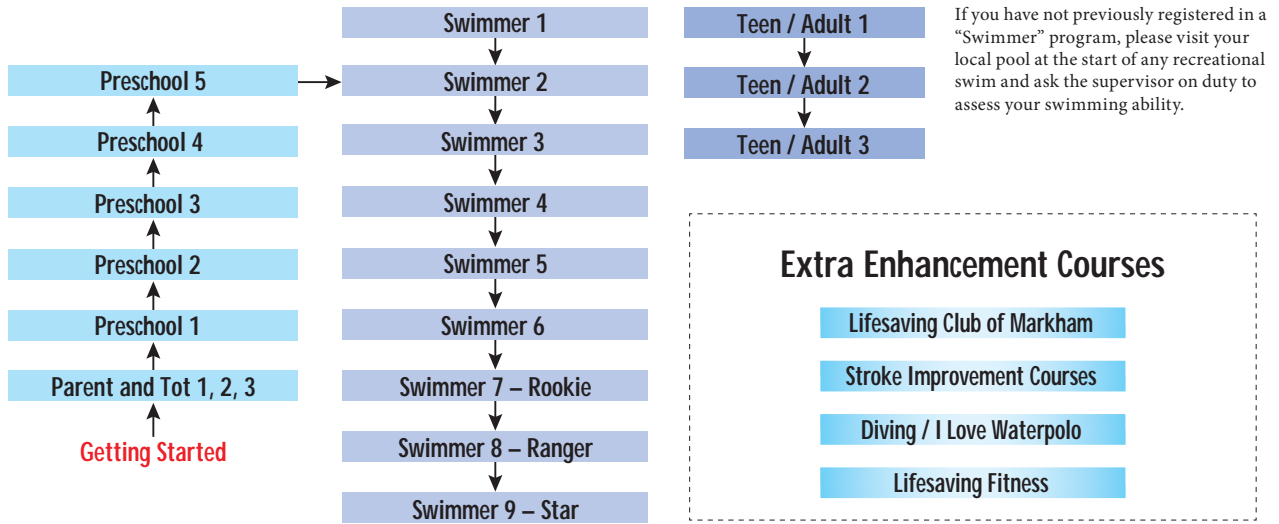 Preschool 5
Preschool 4
Preschool 3
Preschool 2
Preschool 1
Parent and Tot 1, 2, 3
Getting Started
Swimmer 1
Swimmer 2
Swimmer 3
Swimmer 4
Swimmer 5
Swimmer 6
Swimmer 7 – Rookie
Swimmer 8 – Ranger
Swimmer 9 – Star
Teen / Adult 1
Teen / Adult 2
Teen / Adult 3
If you have not previously registered in a
“Swimmer” program, please visit your
local pool at the start of any recreational
swim and ask the supervisor on duty to
assess your swimming ability.
Extra Enhancement Courses
Lifesaving Club of Markham
Stroke Improvement Courses
Diving / I Love Waterpolo
Lifesaving Fitness